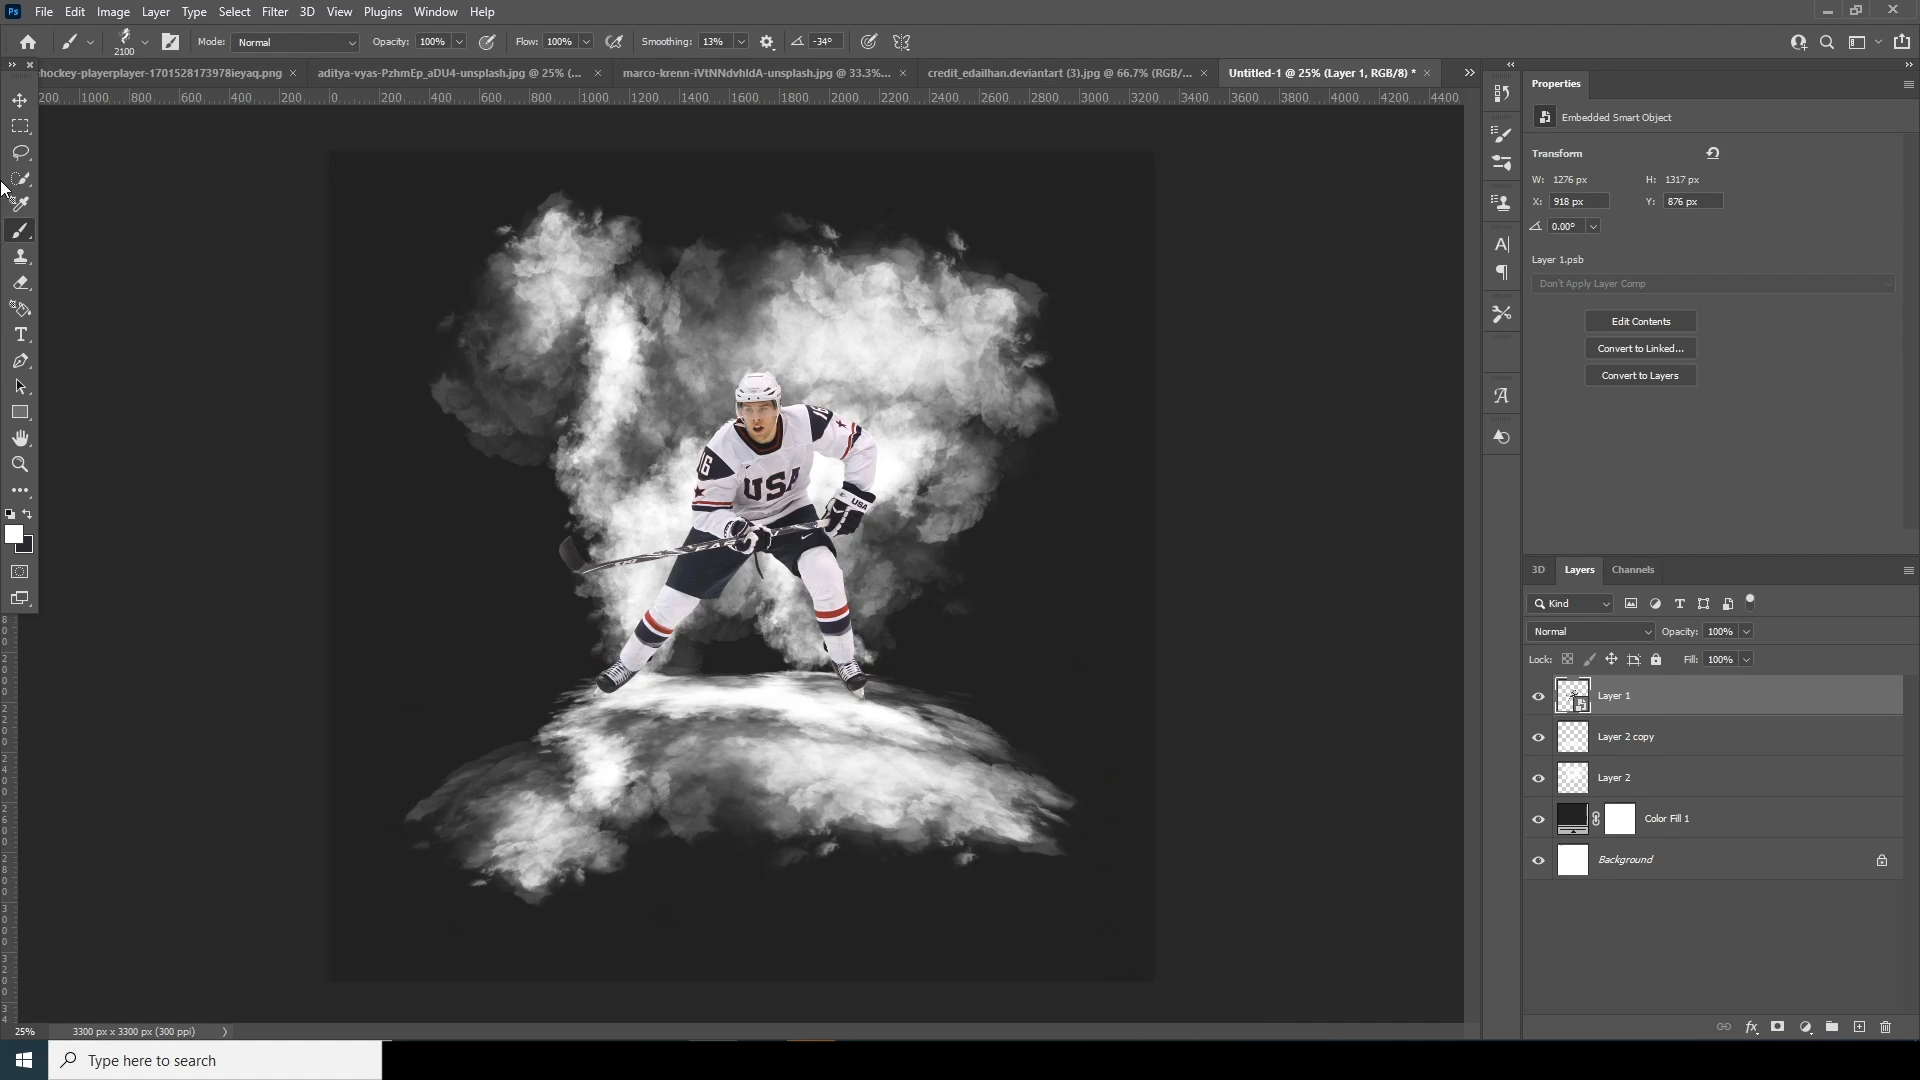 Ps File Edit Image Layer Type Select Filter 3D View Plugins Window Help
2100 Mode: Normal Opacity: 100% Flow: 100% Smoothing: 13% -34°
hockey-playerplayer-1701528173978ieyaq.png × aditya-vyas-PzhmEp_aDU4-unsplash.jpg @ 25% (... × marco-krenn-iVtNNdvhldA-unsplash.jpg @ 33.3%... × credit_edailhan.deviantart (3).jpg @ 66.7% (RGB/... × Untitled-1 @ 25% (Layer 1, RGB/8) * ×
200 1000 800 600 400 200 0 200 400 600 800 1000 1200 1400 1600 1800 2000 2200 2400 2600 2800 3000 3200 3400 3600 3800 4000 4200 4400
Properties
Embedded Smart Object
Transform
W: 1276 px H: 1317 px
X: 918 px Y: 876 px
0.00°
Layer 1.psb
Don't Apply Layer Comp
Edit Contents
Convert to Linked...
Convert to Layers
16
16
USA
USA
3D Layers Channels
Kind
Normal Opacity: 100%
Lock: Fill: 100%
Layer 1
Layer 2 copy
Layer 2
Color Fill 1
Background
25% 3300 px x 3300 px (300 ppi)
Type here to search